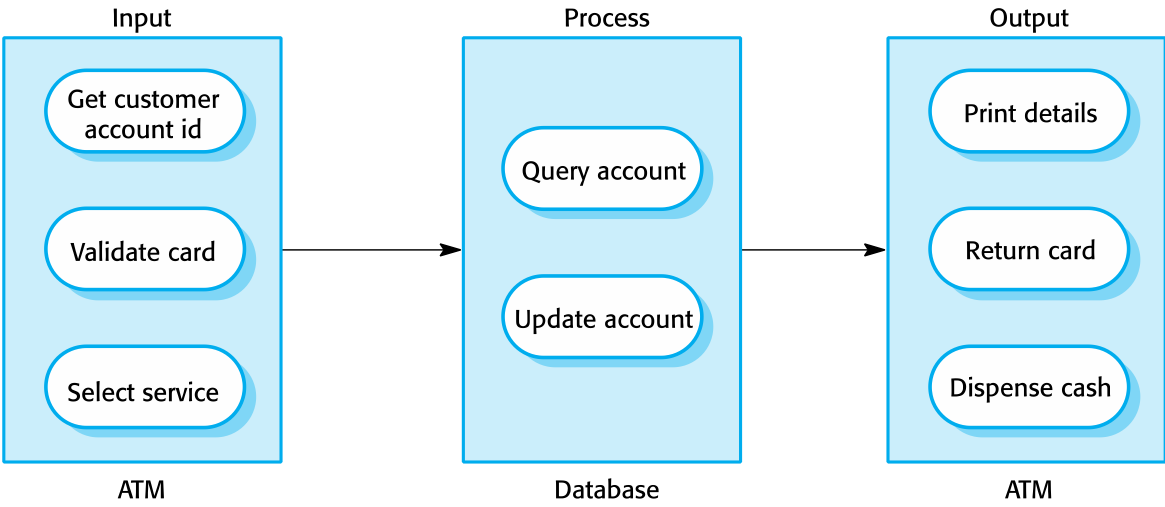 Input
Process
Output
Get customer
account id
Validate card
Select service
Query account
Update account
Print details
Return card
Dispense cash
ATM
Database
ATM